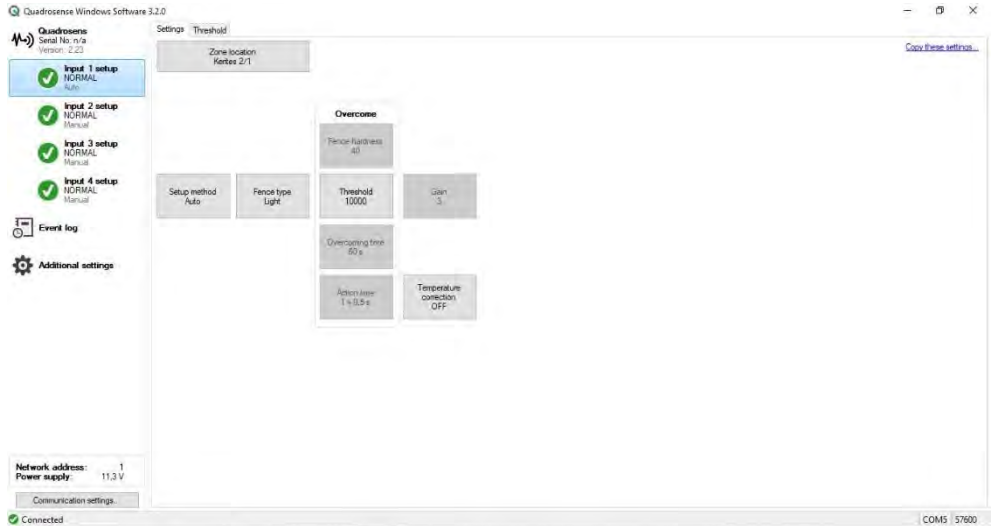 Quadrosense Windows Software 3.2.0
Quadrosens
Serial No: n/a
Version: 2.23
Input 1 setup
NORMAL
Auto
Input 2 setup
NORMAL
Manual
Input 3 setup
NORMAL
Manual
Input 4 setup
NORMAL
Manual
Event log
Additional settings
Network address: 1
Power supply: 11,3 V
Communication settings...
Connected
Settings
Threshold
Zone location
Kertes 2/1
Copy these settings...
Overcome
Fence hardness
40
Setup method
Auto
Fence type
Light
Threshold
10000
Gain
3
Overcoming time
60 s
Action time
1 × 0,5 s
Temperature
correction
OFF
COM5
57600